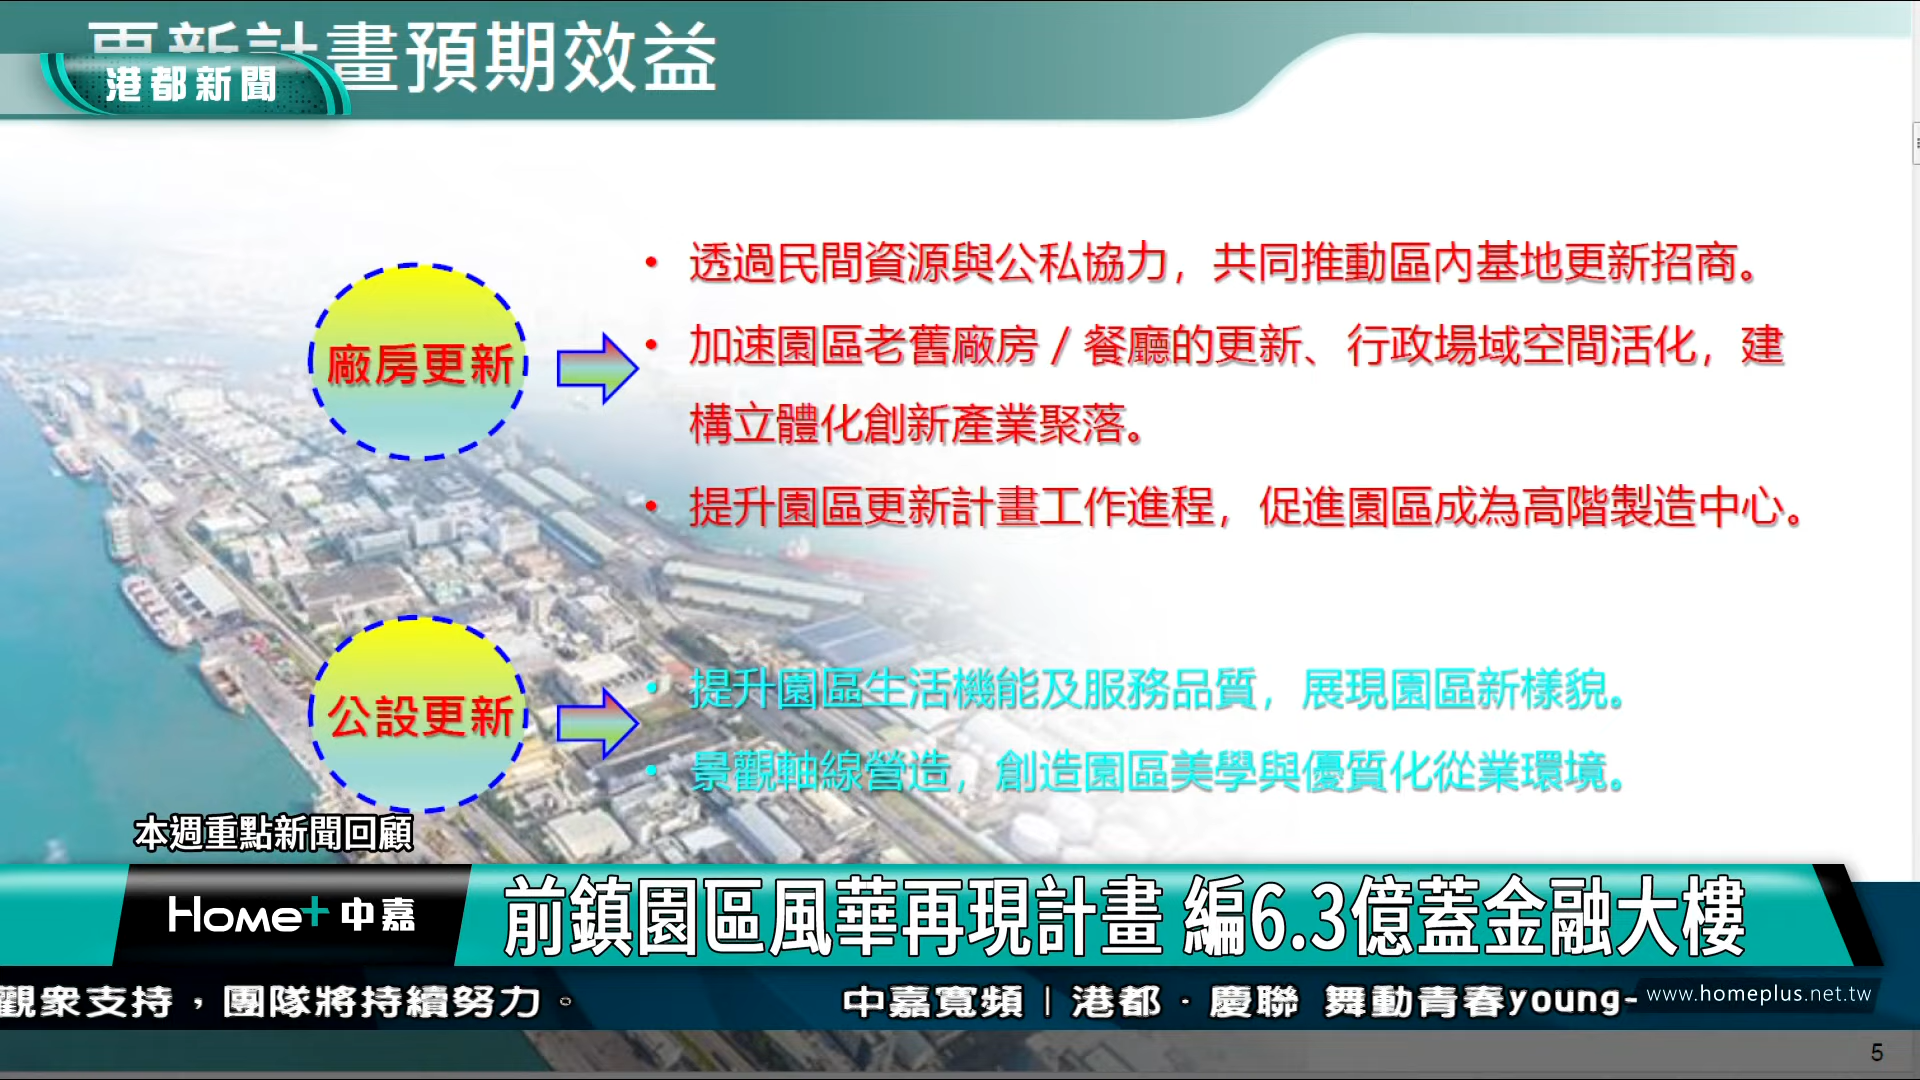 更新計畫預期效益
港都新聞
廠房更新
• 透過民間資源與公私協力，共同推動區內基地更新招商。
• 加速園區老舊廠房／餐廳的更新、行政場域空間活化，建
構立體化創新產業聚落。
• 提升園區更新計畫工作進程，促進園區成為高階製造中心。
公設更新
• 提升園區生活機能及服務品質，展現園區新樣貌。
• 景觀軸線營造，創造園區美學與優質化從業環境。
本週重點新聞回顧
Home+ 中嘉
前鎮園區風華再現計畫 編6.3億蓋金融大樓
觀眾支持，團隊將持續努力。 中嘉寬頻｜港都．慶聯 舞動青春young-
www.homeplus.net.tw
5